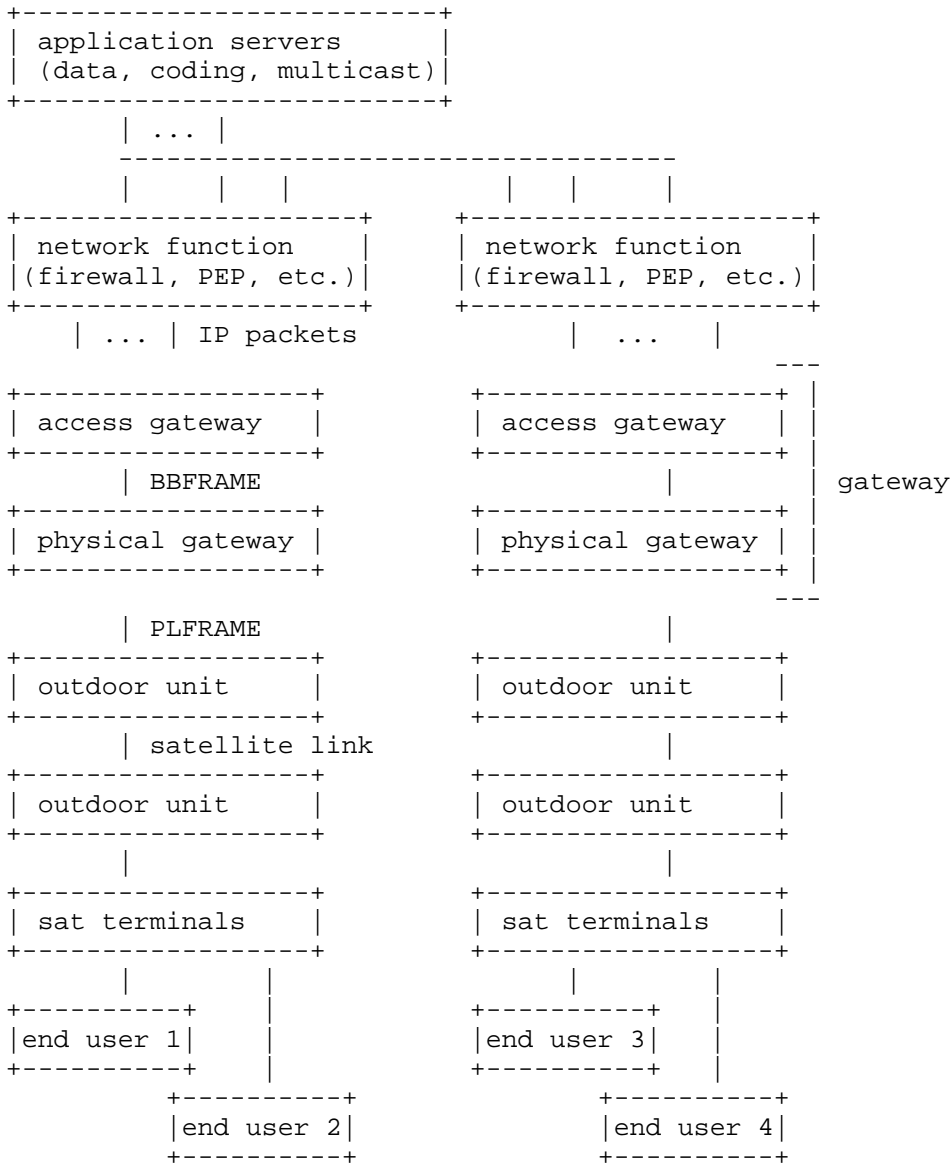 application servers
(data, coding, multicast)
...
network function network function
(firewall, PEP, etc.) (firewall, PEP, etc.)
... IP packets ...
access gateway access gateway
BBFRAME gateway
physical gateway physical gateway
PLFRAME
outdoor unit outdoor unit
satellite link
outdoor unit outdoor unit
sat terminals sat terminals
end user 1 end user 3
end user 2 end user 4